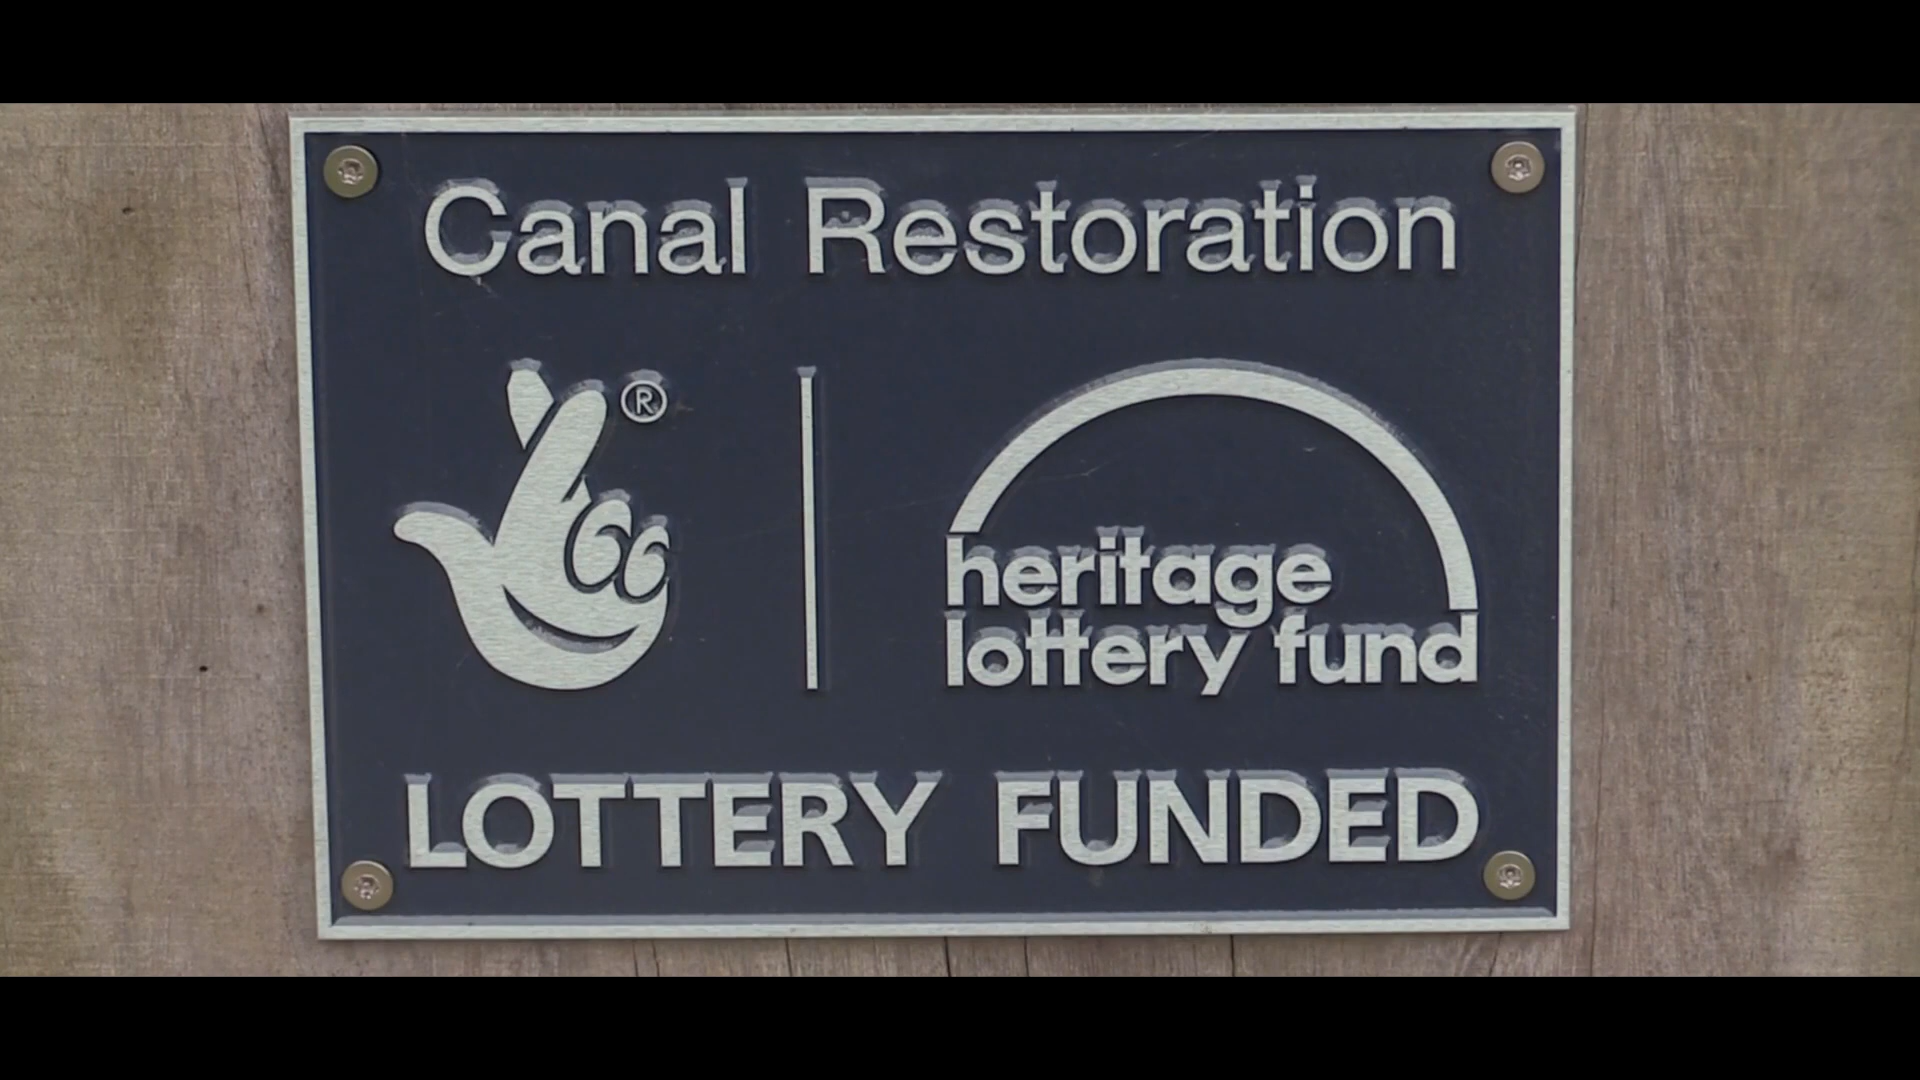 Canal Restoration
®
heritage
lottery fund
LOTTERY FUNDED